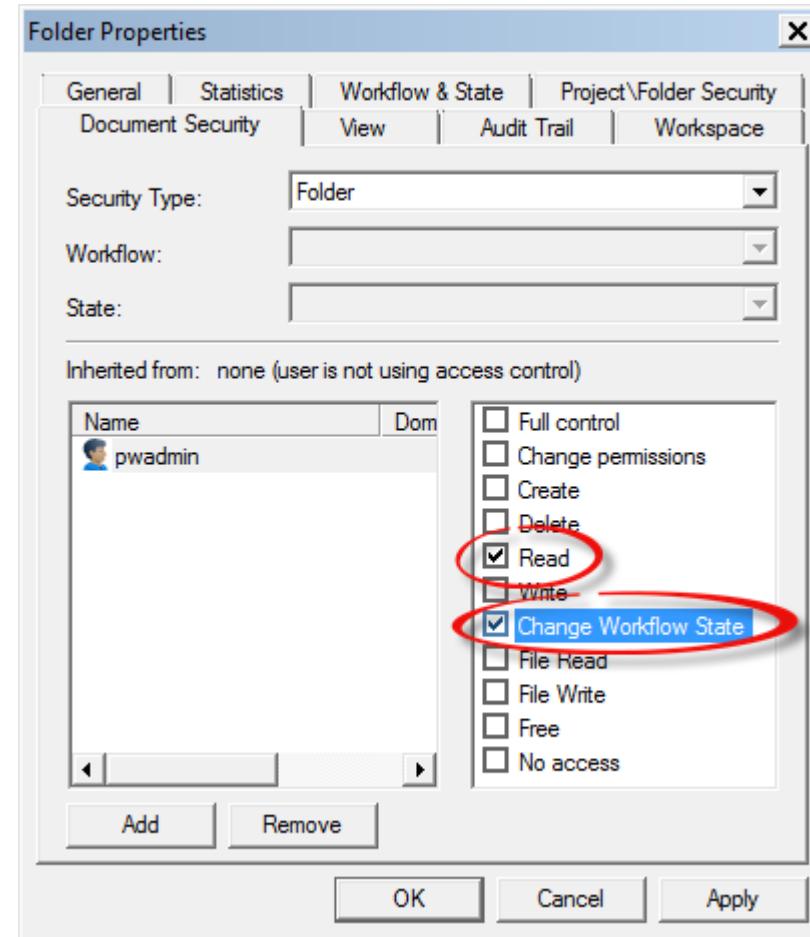 Folder Properties
General Statistics Workflow & State Project\Folder Security
Document Security View Audit Trail Workspace
Security Type: Folder
Workflow:
State:
Inherited from: none (user is not using access control)
Name Dom
pwadmin
Full control
Change permissions
Create
Delete
Read
Write
Change Workflow State
File Read
File Write
Free
No access
Add Remove
OK Cancel Apply